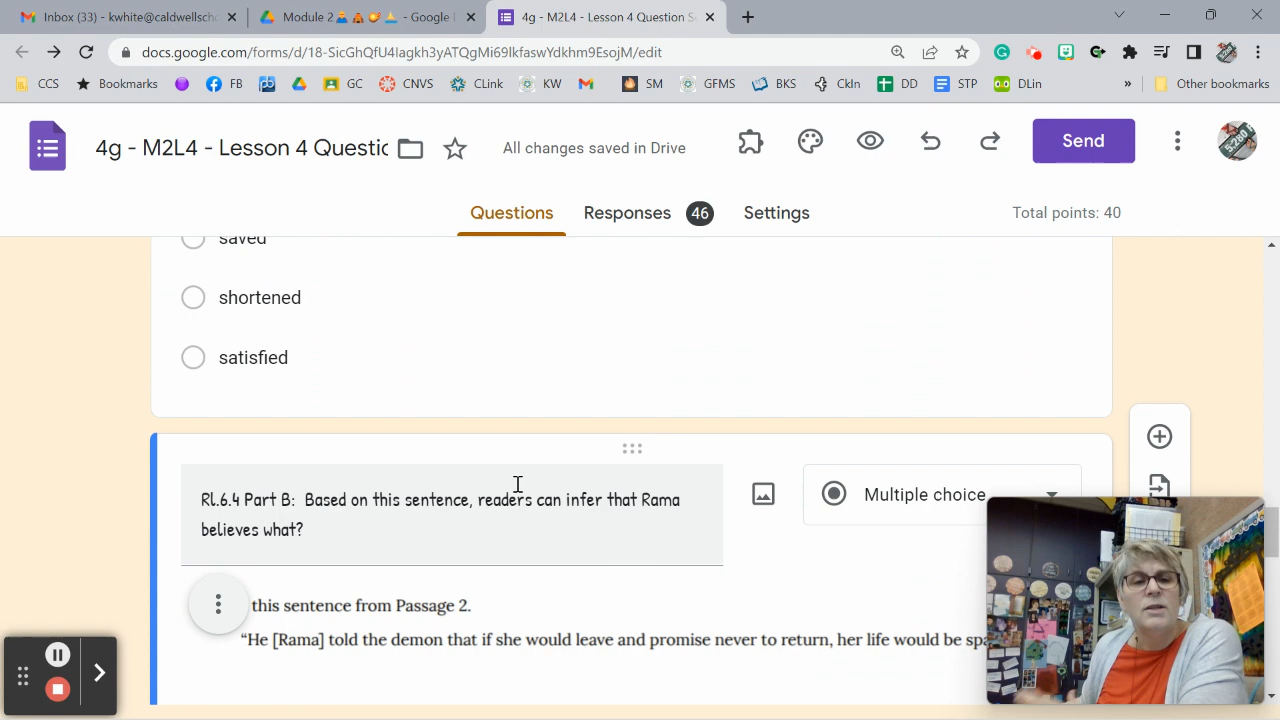 Inbox (33) - kwhite@caldwellscho
Module 2
- Google
4g - M2L4 - Lesson 4 Question S
docs.google.com/forms/d/18-SicGhQfU4lagkh3yATQgMi69IkfaswYdkhm9EsojM/edit
CCS
Bookmarks
FB
GC
CNVS
CLink
KW
SM
GFMs
BKS
CkIn
DD
STP
DLin
»
Other bookmarks
4g - M2L4 - Lesson 4 Questic
All changes saved in Drive
Send
Questions
Responses 46
Settings
Total points: 40
saved
shortened
satisfied
Rl.6.4 Part B: Based on this sentence, readers can infer that Rama
believes what?
Multiple choice
this sentence from Passage 2.
“He [Rama] told the demon that if she would leave and promise never to return, her life would be spa